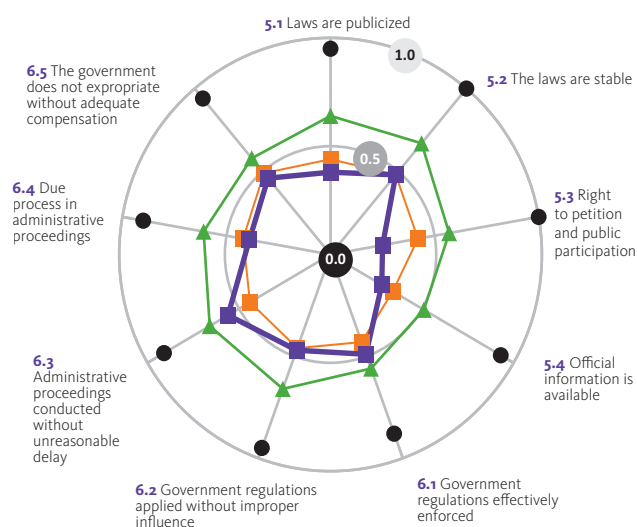 5.1 Laws are publicized
1.0
5.2 The laws are stable
6.5 The government
does not expropriate
without adequate
compensation
0.5
6.4 Due
process in
administrative
proceedings
5.3 Right
to petition
and public
participation
0.0
6.3
Administrative
proceedings
conducted
without
unreasonable
delay
5.4 Official
information is
available
6.2 Government regulations
applied without improper
influence
6.1 Government
regulations effectively
enforced